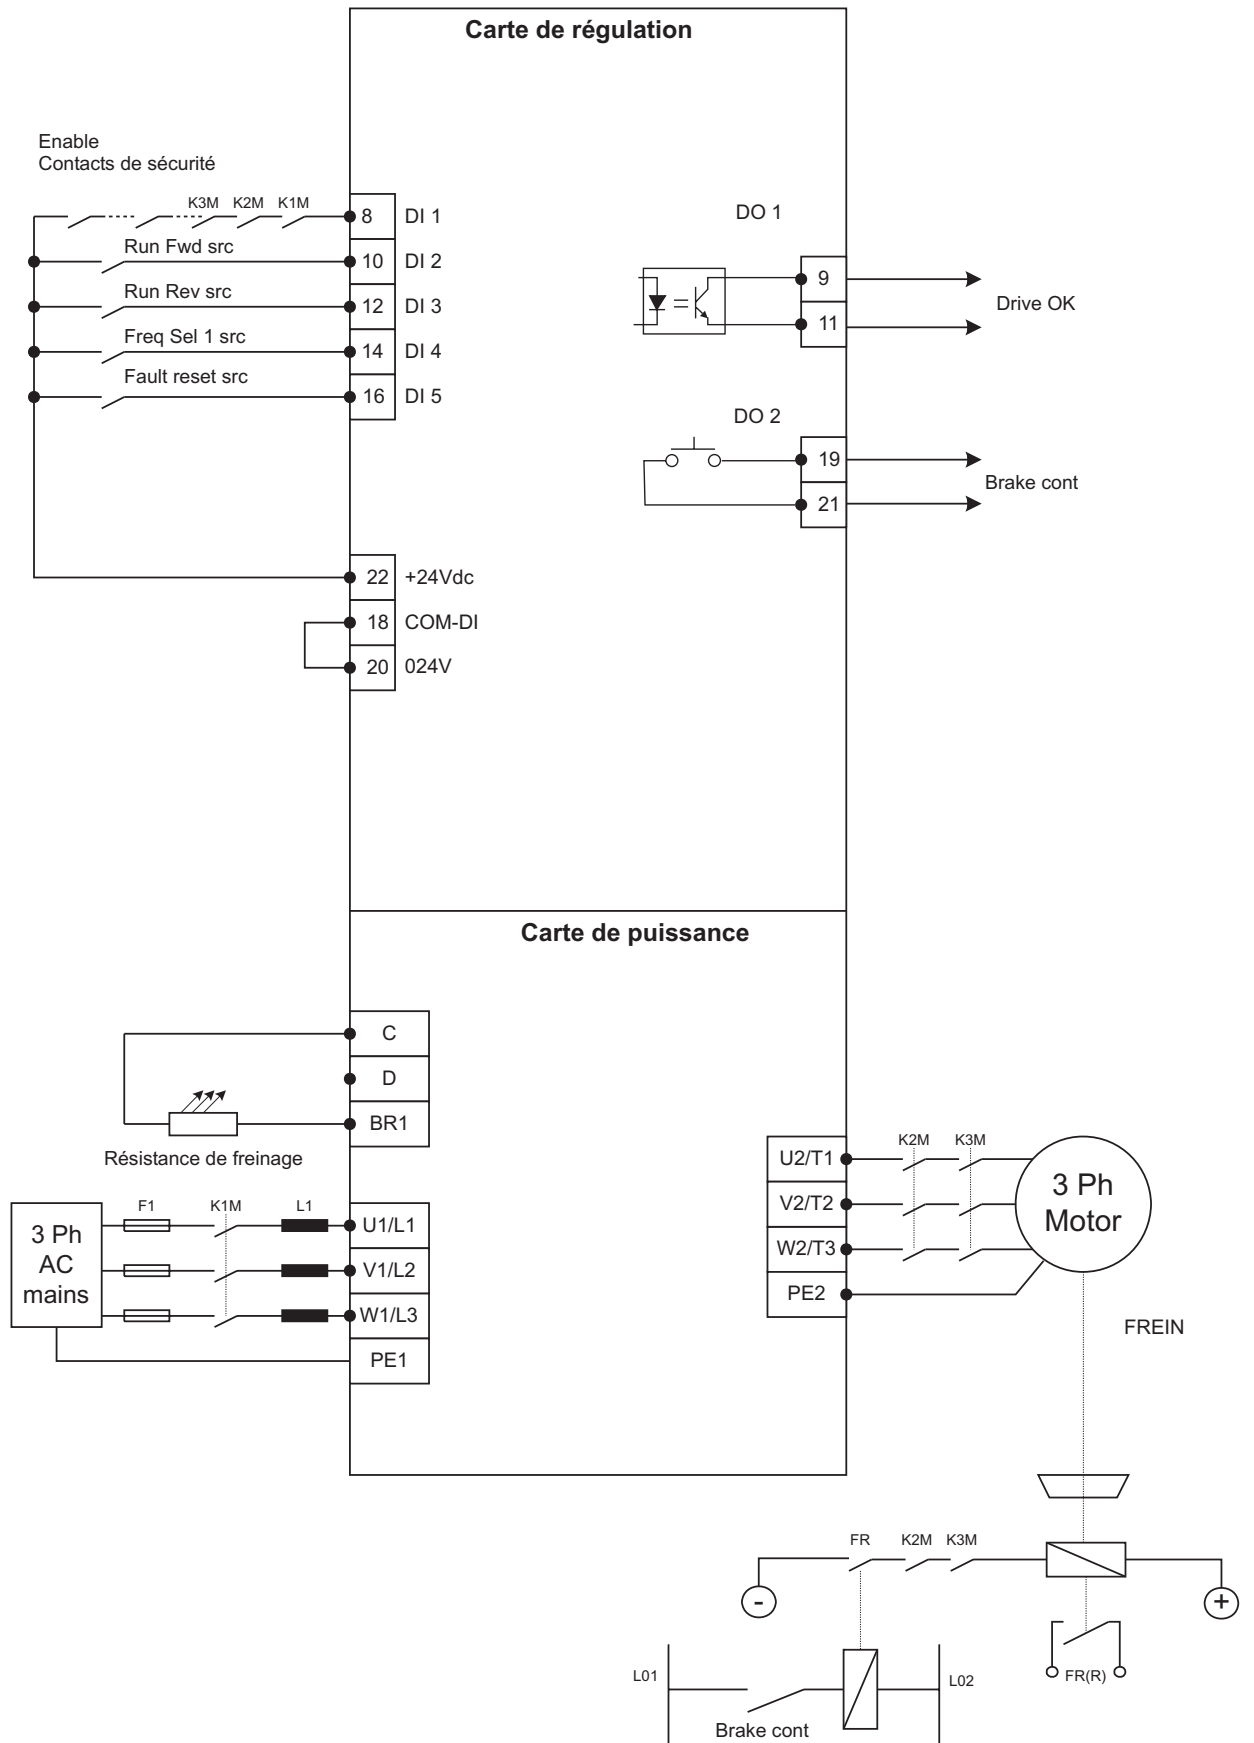 Carte de régulation
Enable
Contacts de sécurité
K3M K2M K1M
8 DI 1
Run Fwd src
10 DI 2
Run Rev src
12 DI 3
Freq Sel 1 src
14 DI 4
Fault reset src
16 DI 5
DO 1
9
11
Drive OK
DO 2
19
21
Brake cont
22 +24Vdc
18 COM-DI
20 024V
Carte de puissance
C
D
BR1
Résistance de freinage
3 Ph
AC
mains
F1 K1M L1
U1/L1
V1/L2
W1/L3
PE1
U2/T1
V2/T2
W2/T3
PE2
K2M K3M
3 Ph
Motor
FREIN
FR K2M K3M
-
+
FR(R)
L01
L02
Brake cont